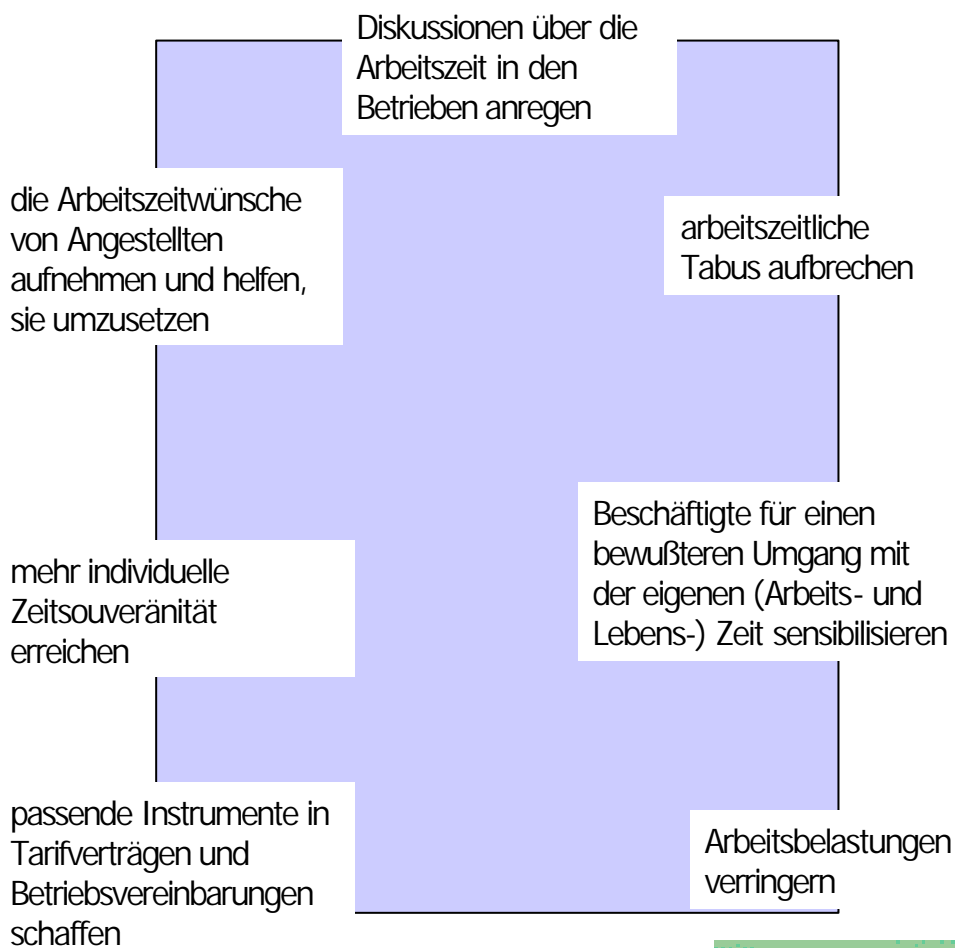 Diskussionen über die
Arbeitszeit in den
Betrieben anregen
die Arbeitszeitwünsche
von Angestellten
aufnehmen und helfen,
sie umzusetzen
arbeitszeitliche
Tabus aufbrechen
mehr individuelle
Zeitsouveränität
erreichen
Beschäftigte für einen
bewußteren Umgang mit
der eigenen (Arbeits- und
Lebens-) Zeit sensibilisieren
passende Instrumente in
Tarifverträgen und
Betriebsvereinbarungen
schaffen
Arbeitsbelastungen
verringern